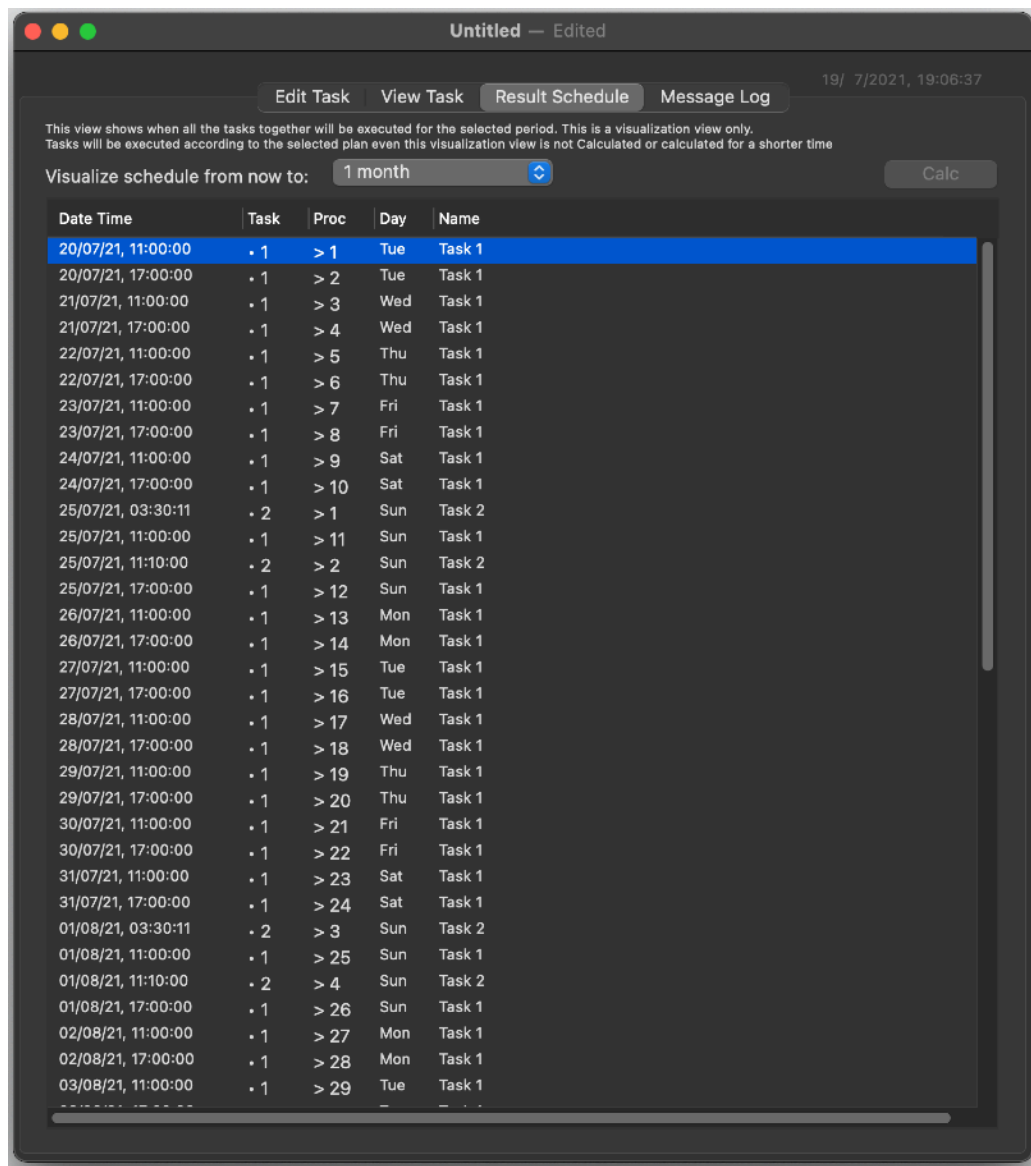 Untitled — Edited
19/ 7/2021, 19:06:37
Edit Task View Task Result Schedule Message Log
This view shows when all the tasks together will be executed for the selected period. This is a visualization view only.
Tasks will be executed according to the selected plan even this visualization view is not Calculated or calculated for a shorter time
Visualize schedule from now to: 1 month Calc
Date Time Task Proc Day Name
20/07/21, 11:00:00 • 1 > 1 Tue Task 1
20/07/21, 17:00:00 • 1 > 2 Tue Task 1
21/07/21, 11:00:00 • 1 > 3 Wed Task 1
21/07/21, 17:00:00 • 1 > 4 Wed Task 1
22/07/21, 11:00:00 • 1 > 5 Thu Task 1
22/07/21, 17:00:00 • 1 > 6 Thu Task 1
23/07/21, 11:00:00 • 1 > 7 Fri Task 1
23/07/21, 17:00:00 • 1 > 8 Fri Task 1
24/07/21, 11:00:00 • 1 > 9 Sat Task 1
24/07/21, 17:00:00 • 1 > 10 Sat Task 1
25/07/21, 03:30:11 • 2 > 1 Sun Task 2
25/07/21, 11:00:00 • 1 > 11 Sun Task 1
25/07/21, 11:10:00 • 2 > 2 Sun Task 2
25/07/21, 17:00:00 • 1 > 12 Sun Task 1
26/07/21, 11:00:00 • 1 > 13 Mon Task 1
26/07/21, 17:00:00 • 1 > 14 Mon Task 1
27/07/21, 11:00:00 • 1 > 15 Tue Task 1
27/07/21, 17:00:00 • 1 > 16 Tue Task 1
28/07/21, 11:00:00 • 1 > 17 Wed Task 1
28/07/21, 17:00:00 • 1 > 18 Wed Task 1
29/07/21, 11:00:00 • 1 > 19 Thu Task 1
29/07/21, 17:00:00 • 1 > 20 Thu Task 1
30/07/21, 11:00:00 • 1 > 21 Fri Task 1
30/07/21, 17:00:00 • 1 > 22 Fri Task 1
31/07/21, 11:00:00 • 1 > 23 Sat Task 1
31/07/21, 17:00:00 • 1 > 24 Sat Task 1
01/08/21, 03:30:11 • 2 > 3 Sun Task 2
01/08/21, 11:00:00 • 1 > 25 Sun Task 1
01/08/21, 11:10:00 • 2 > 4 Sun Task 2
01/08/21, 17:00:00 • 1 > 26 Sun Task 1
02/08/21, 11:00:00 • 1 > 27 Mon Task 1
02/08/21, 17:00:00 • 1 > 28 Mon Task 1
03/08/21, 11:00:00 • 1 > 29 Tue Task 1